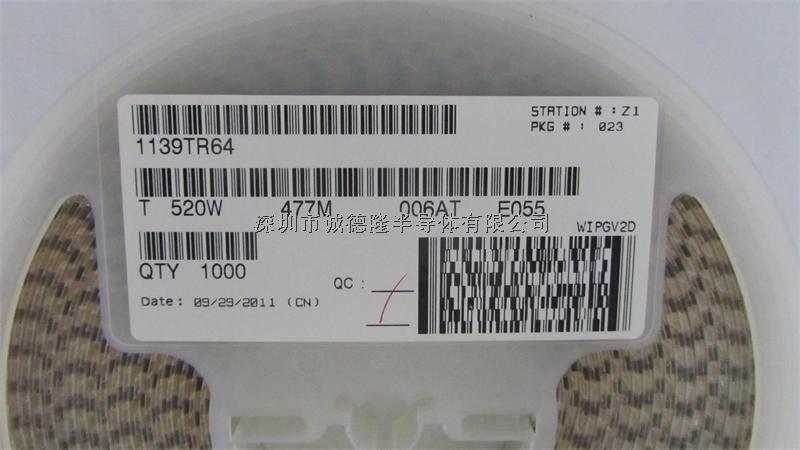 STATION # : Z1
PKG # : 023
1139TR64
T 520W 477M 006AT E055
深圳市诚德隆半导体有限公司
WIPGV2D
QTY 1000
QC :
Date: 09/29/2011 (CN)